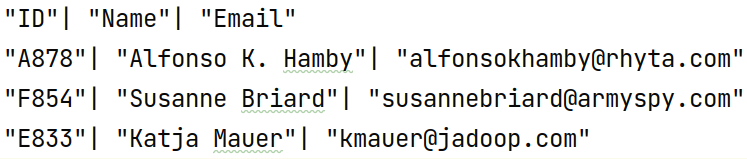 "ID"| "Name"| "Email"
"A878"| "Alfonso K. Hamby"| "alfonsokhamby@rhyta.com"
"F854"| "Susanne Briard"| "susannebriard@armyspy.com"
"E833"| "Katja Mauer"| "kmauer@jadoop.com"